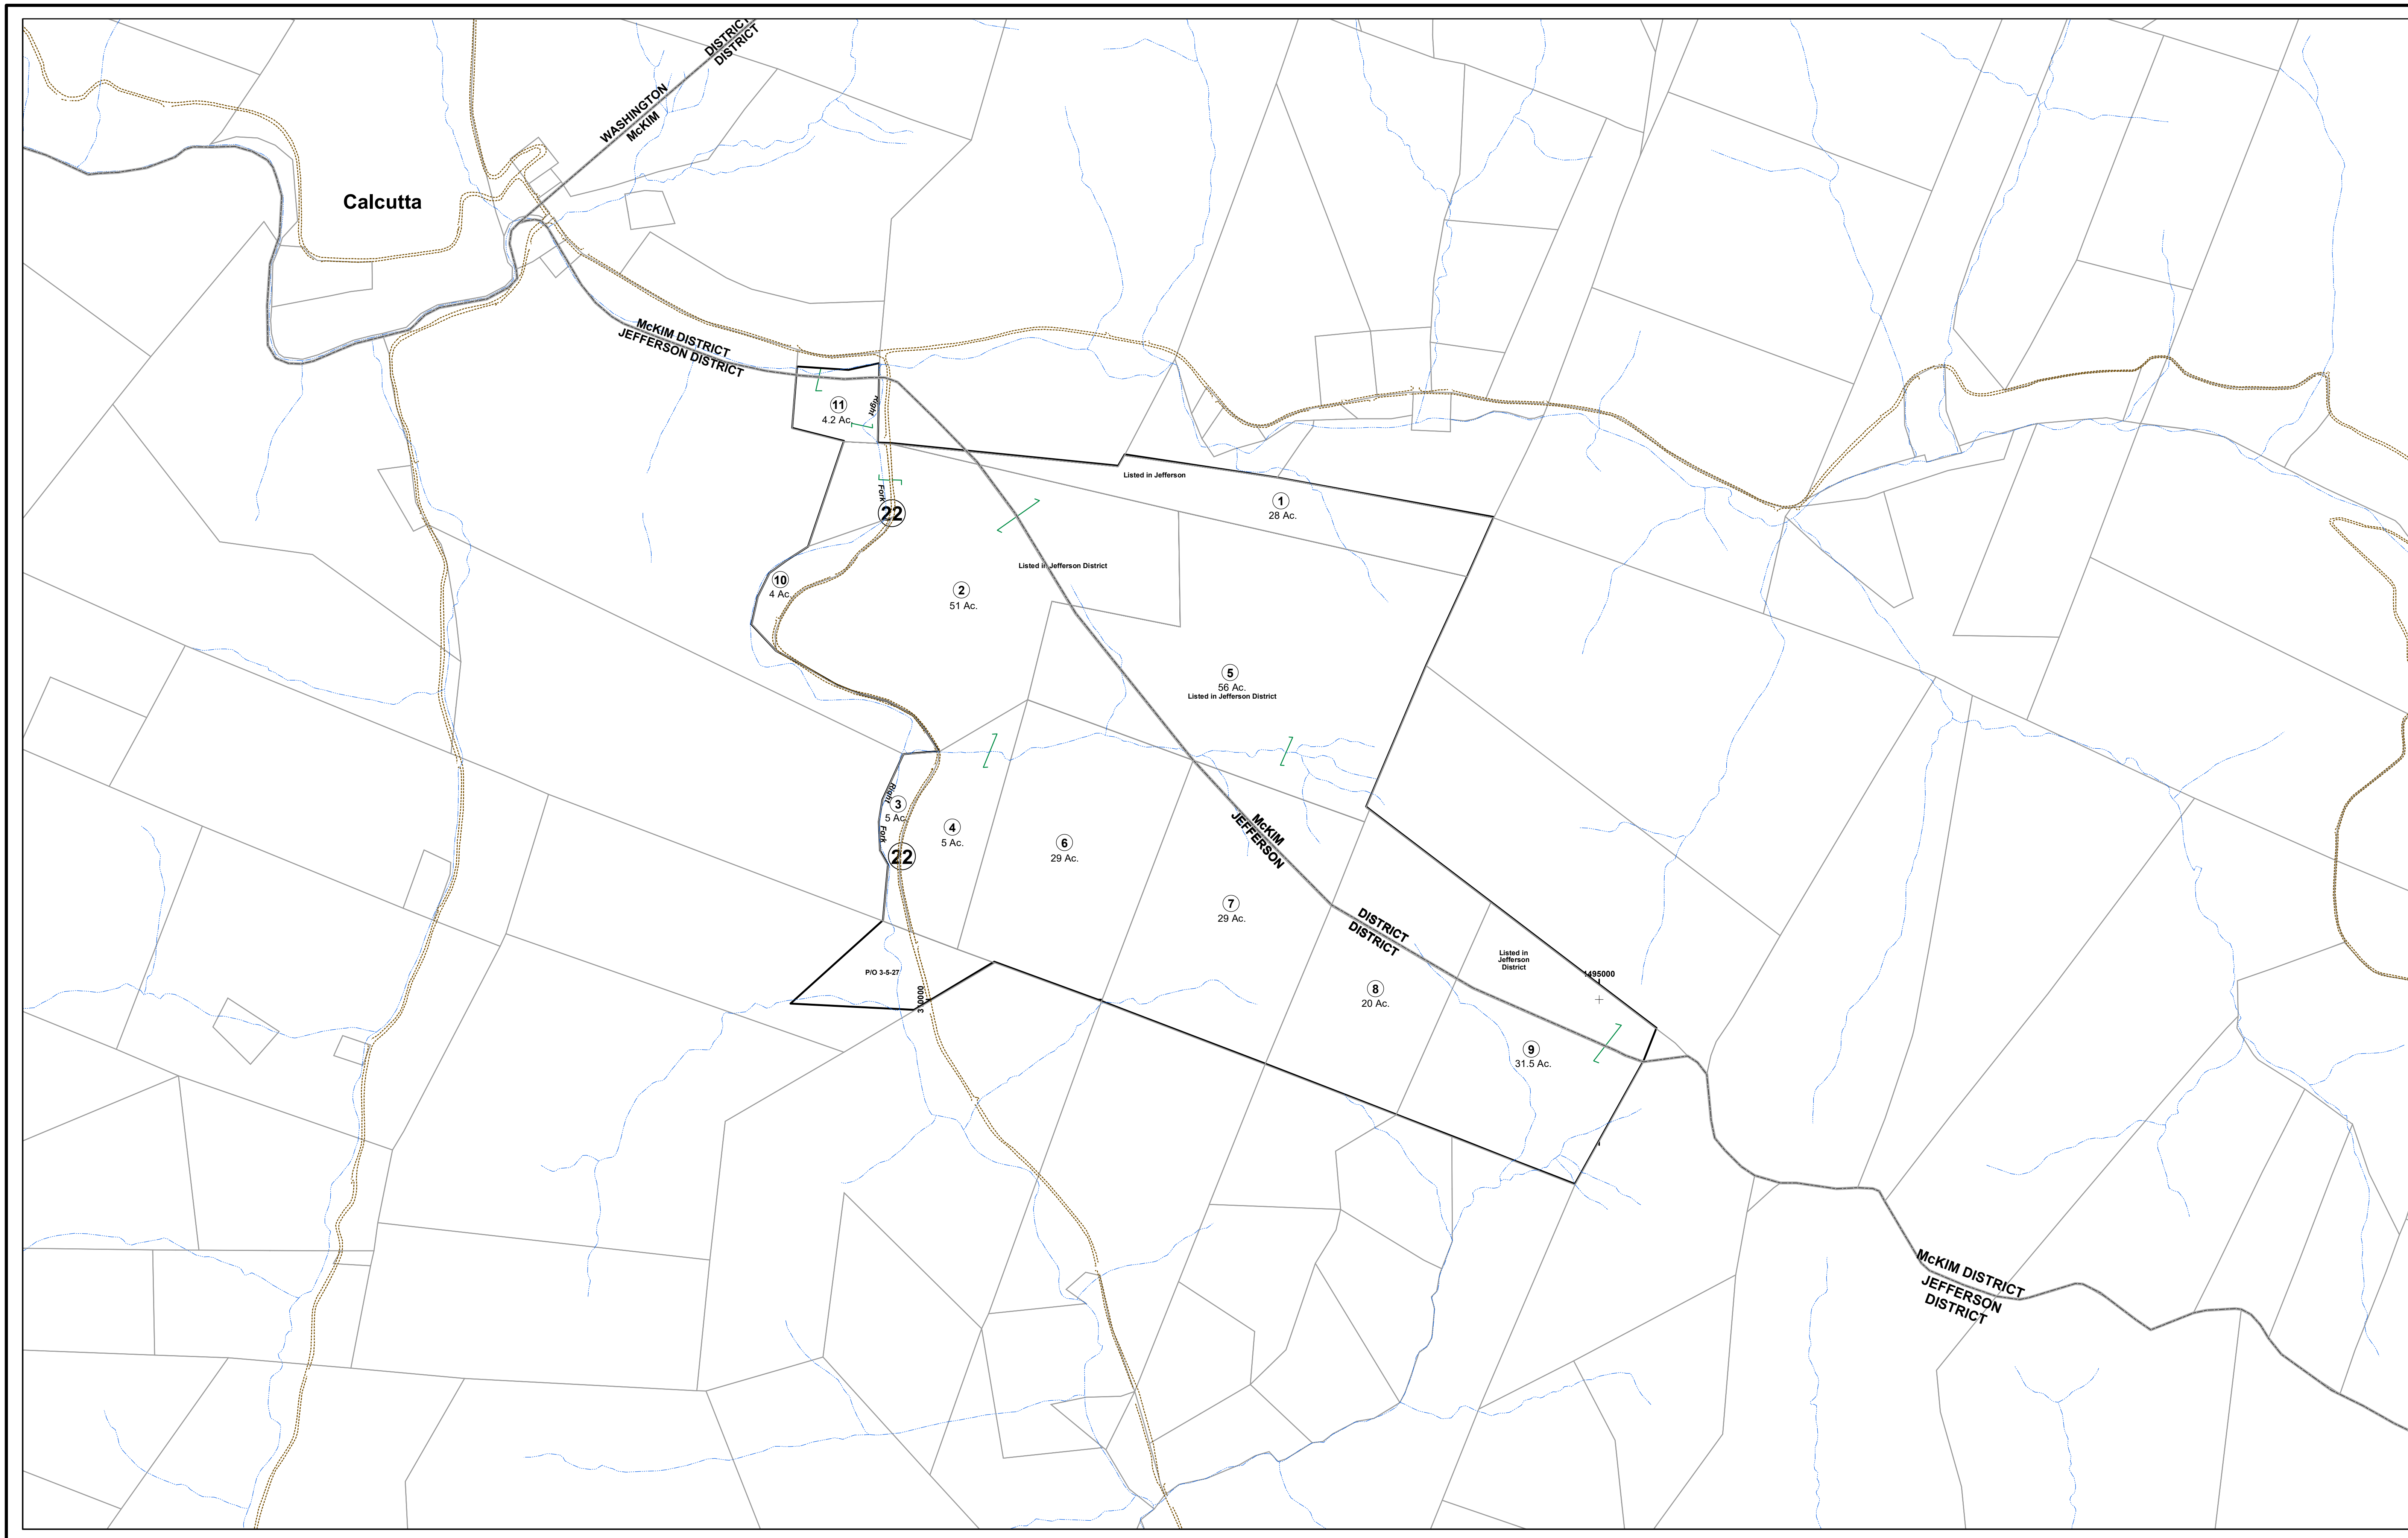 DISTRICT
DISTRICT
WASHINGTON
McKIM
Calcutta
McKIM DISTRICT
JEFFERSON DISTRICT
11
4.2 Ac.
Right
Fork
22
Listed in Jefferson
1
28 Ac.
Listed in Jefferson District
10
4 Ac.
2
51 Ac.
5
56 Ac.
Listed in Jefferson District
Right
3
5 Ac.
Fork
22
4
5 Ac.
6
29 Ac.
McKIM
JEFFERSON
7
29 Ac.
DISTRICT
DISTRICT
Listed in
Jefferson
District
P/O 3-5-27
1495000
8
20 Ac.
9
31.5 Ac.
McKIM DISTRICT
JEFFERSON
DISTRICT